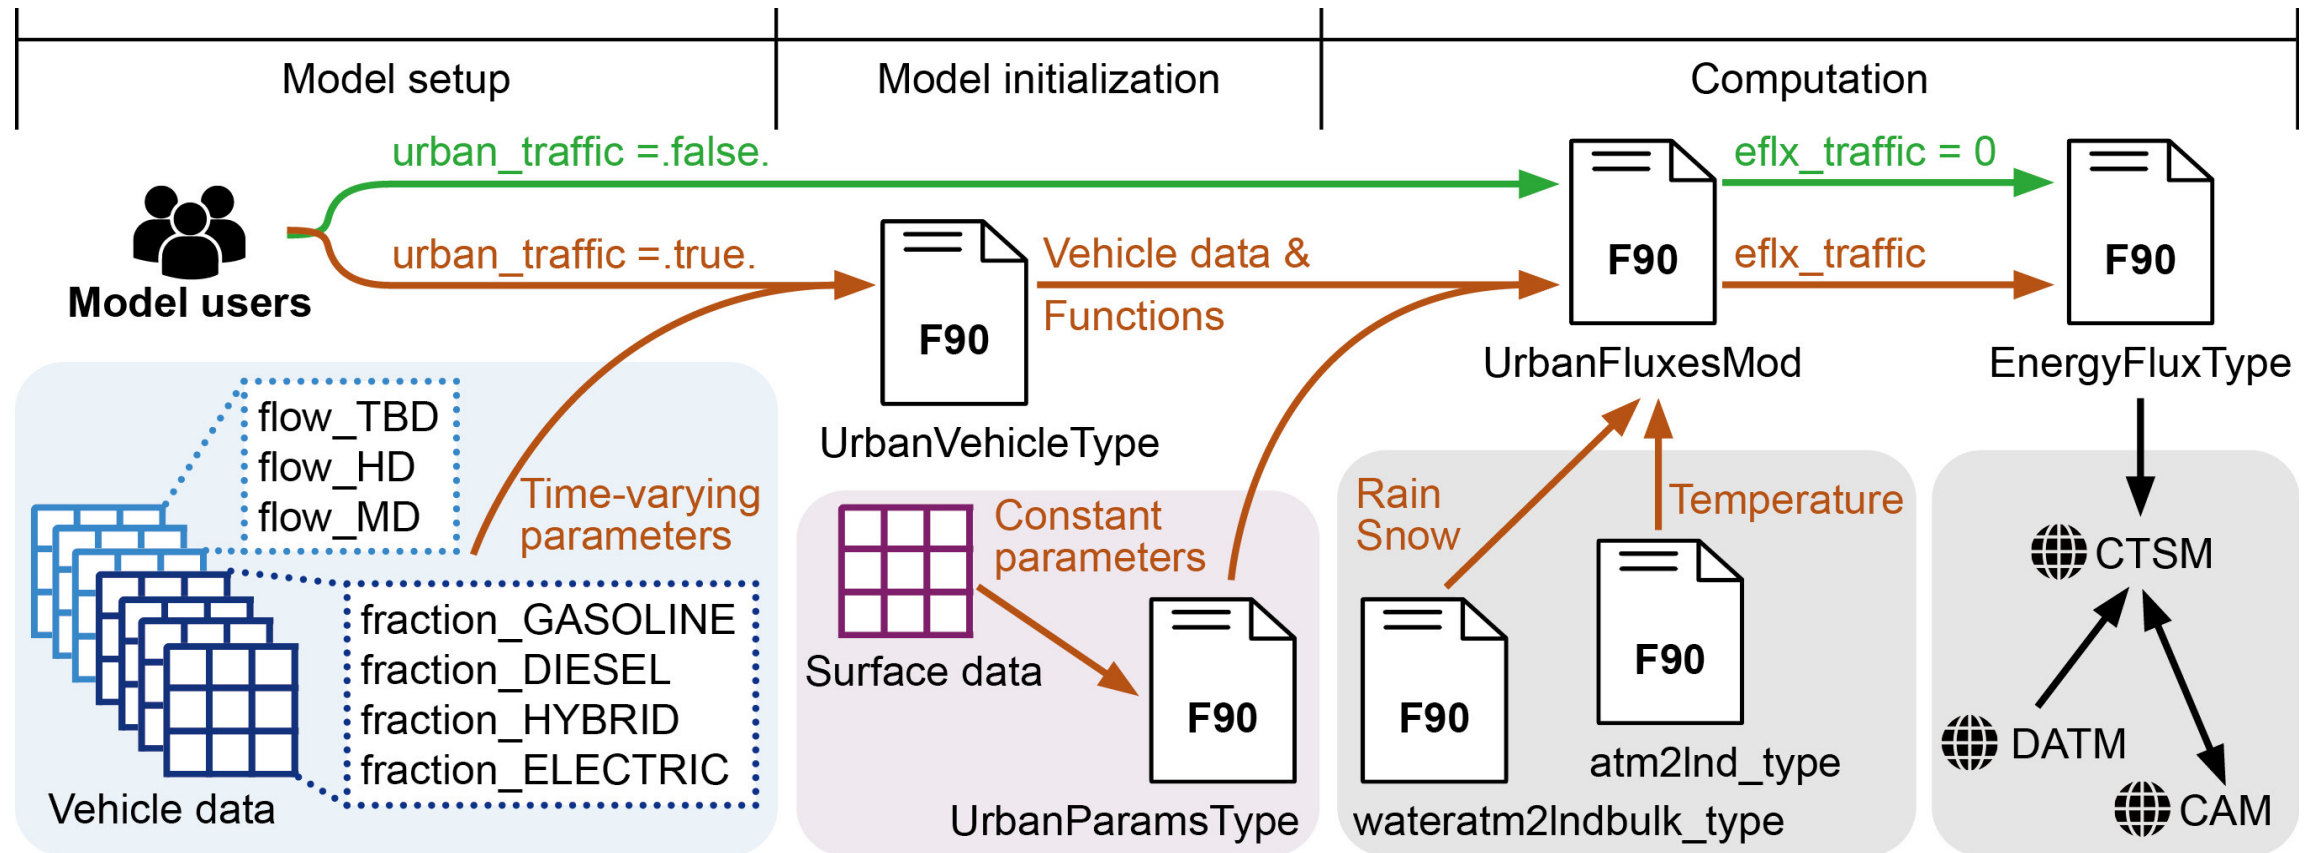 Model setup
Model initialization
Computation
urban_traffic =.false.
eflx_traffic = 0
Model users
urban_traffic =.true.
F90
UrbanVehicleType
Vehicle data &
Functions
F90
UrbanFluxesMod
eflx_traffic
F90
EnergyFluxType
flow_TBD
flow_HD
flow_MD
Time-varying
parameters
fraction_GASOLINE
fraction_DIESEL
fraction_HYBRID
fraction_ELECTRIC
Vehicle data
Surface data
Constant
parameters
F90
UrbanParamsType
Rain
Snow
F90
wateratm2lndbulk_type
Temperature
F90
atm2lnd_type
CTSM
DATM
CAM